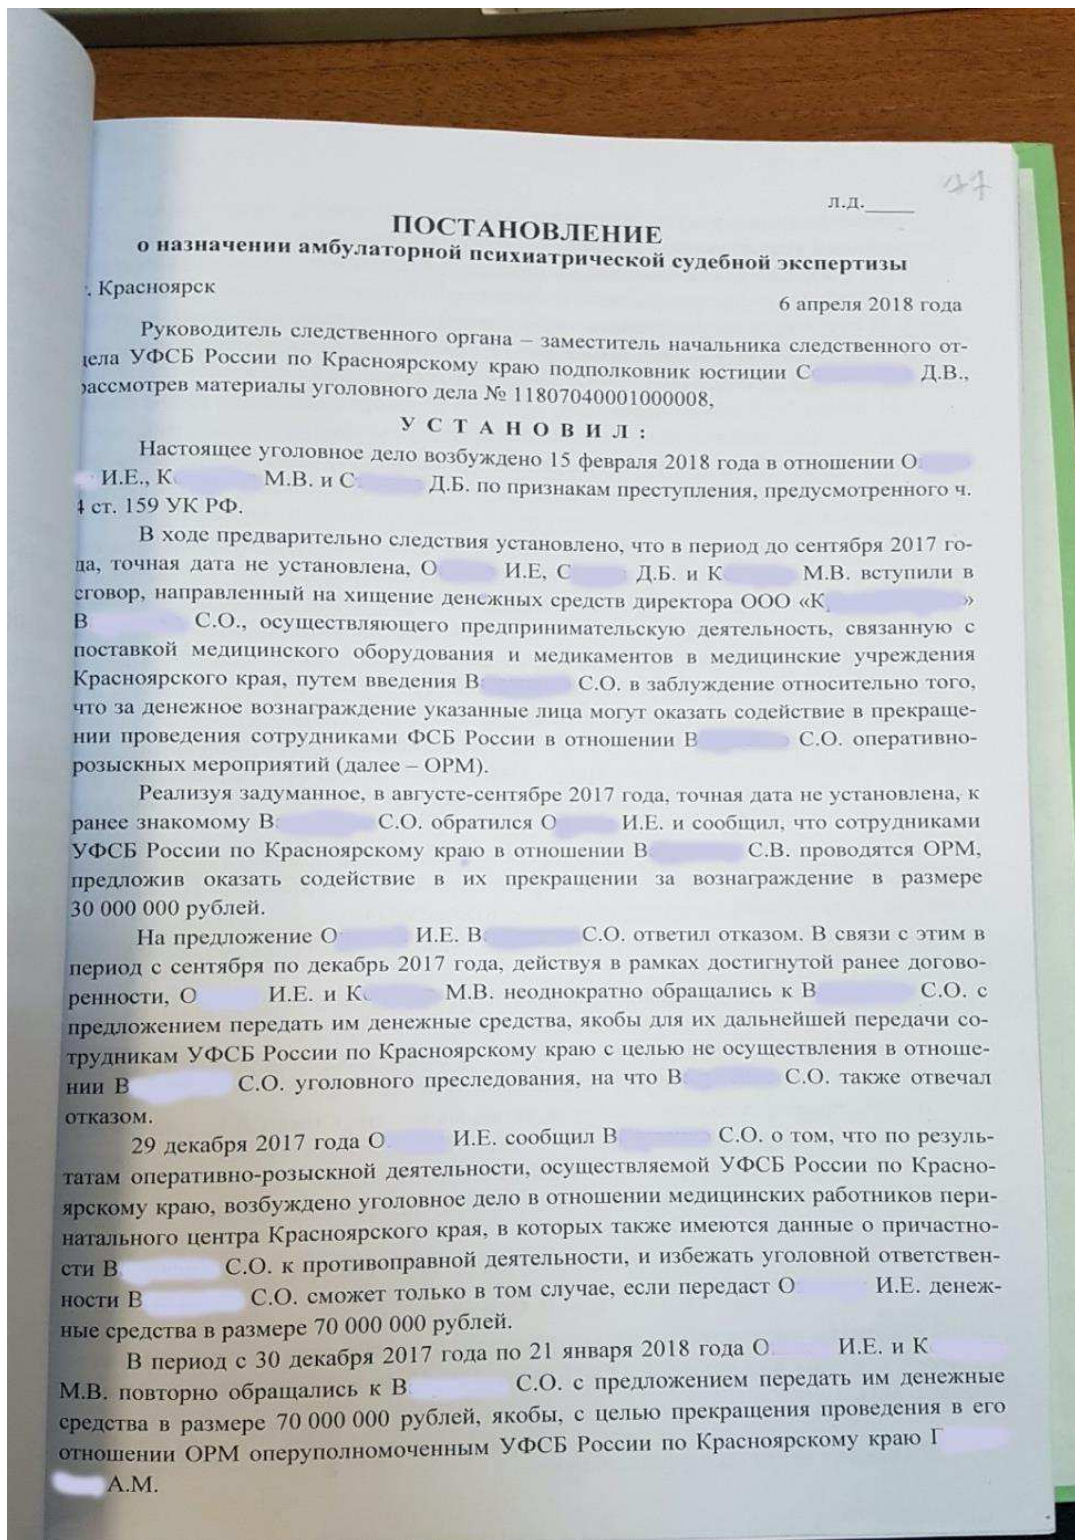 77
л.д.____
ПОСТАНОВЛЕНИЕ
о назначении амбулаторной психиатрической судебной экспертизы
. Красноярск
6 апреля 2018 года
Руководитель следственного органа – заместитель начальника следственного от-
дела УФСБ России по Красноярскому краю подполковник юстиции С Д.В.,
рассмотрев материалы уголовного дела № 11807040001000008,
У С Т А Н О В И Л :
Настоящее уголовное дело возбуждено 15 февраля 2018 года в отношении О
И.Е., К М.В. и С Д.Б. по признакам преступления, предусмотренного ч.
4 ст. 159 УК РФ.
В ходе предварительно следствия установлено, что в период до сентября 2017 го-
да, точная дата не установлена, О И.Е, С Д.Б. и К М.В. вступили в
сговор, направленный на хищение денежных средств директора ООО «К »
В С.О., осуществляющего предпринимательскую деятельность, связанную с
поставкой медицинского оборудования и медикаментов в медицинские учреждения
Красноярского края, путем введения В С.О. в заблуждение относительно того,
что за денежное вознаграждение указанные лица могут оказать содействие в прекраще-
нии проведения сотрудниками ФСБ России в отношении В С.О. оперативно-
розыскных мероприятий (далее – ОРМ).
Реализуя задуманное, в августе-сентябре 2017 года, точная дата не установлена, к
ранее знакомому В С.О. обратился О И.Е. и сообщил, что сотрудниками
УФСБ России по Красноярскому краю в отношении В С.В. проводятся ОРМ,
предложив оказать содействие в их прекращении за вознаграждение в размере
30 000 000 рублей.
На предложение О И.Е. В С.О. ответил отказом. В связи с этим в
период с сентября по декабрь 2017 года, действуя в рамках достигнутой ранее догово-
ренности, О И.Е. и К М.В. неоднократно обращались к В С.О. с
предложением передать им денежные средства, якобы для их дальнейшей передачи со-
трудникам УФСБ России по Красноярскому краю с целью не осуществления в отноше-
нии В С.О. уголовного преследования, на что В С.О. также отвечал
отказом.
29 декабря 2017 года О И.Е. сообщил В С.О. о том, что по резуль-
татам оперативно-розыскной деятельности, осуществляемой УФСБ России по Красно-
ярскому краю, возбуждено уголовное дело в отношении медицинских работников пери-
натального центра Красноярского края, в которых также имеются данные о причастно-
сти В С.О. к противоправной деятельности, и избежать уголовной ответствен-
ности В С.О. сможет только в том случае, если передаст О И.Е. денеж-
ные средства в размере 70 000 000 рублей.
В период с 30 декабря 2017 года по 21 января 2018 года О И.Е. и К
М.В. повторно обращались к В С.О. с предложением передать им денежные
средства в размере 70 000 000 рублей, якобы, с целью прекращения проведения в его
отношении ОРМ оперуполномоченным УФСБ России по Красноярскому краю Г
А.М.